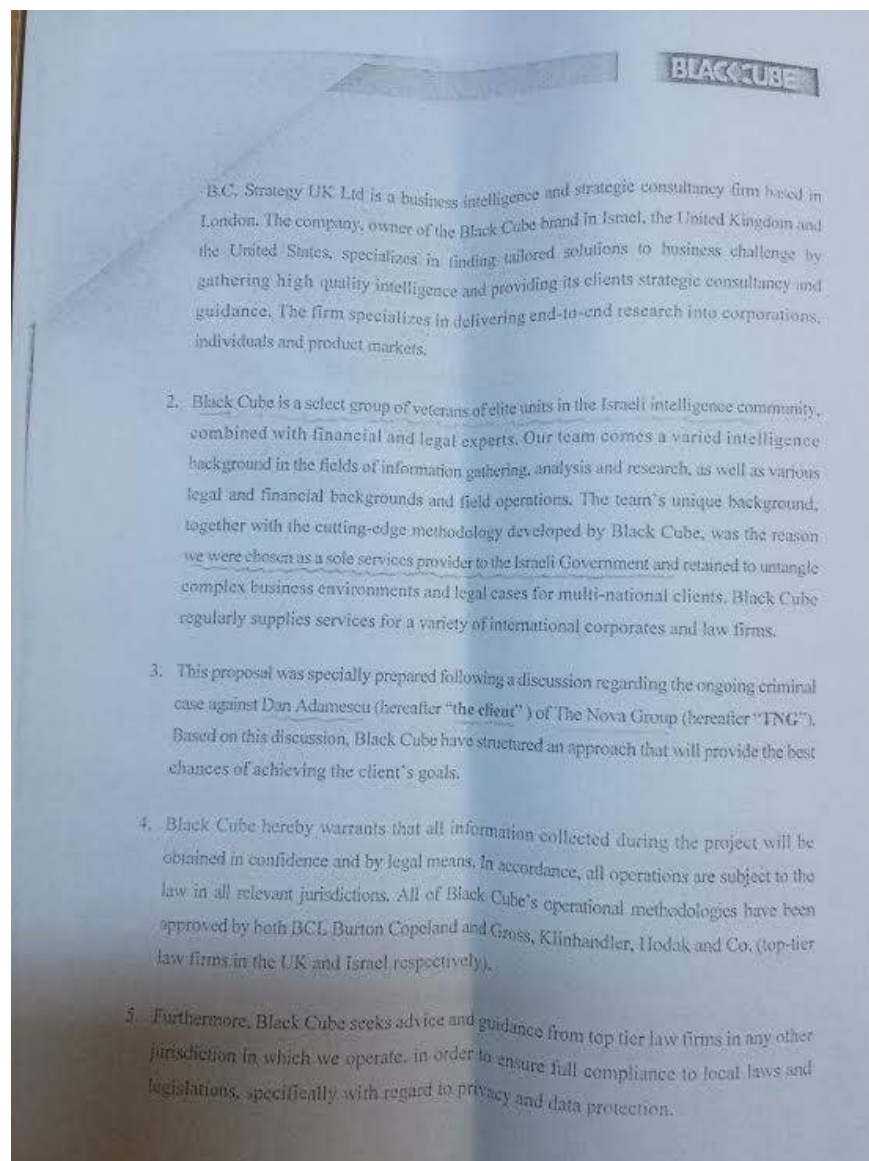 BLACKCUBE
B.C. Strategy UK Ltd is a business intelligence and strategic consultancy firm based in
London. The company, owner of the Black Cube brand in Israel, the United Kingdom and
the United States, specializes in finding tailored solutions to business challenge by
gathering high quality intelligence and providing its clients strategic consultancy and
guidance. The firm specializes in delivering end-to-end research into corporations,
individuals and product markets.
2. Black Cube is a select group of veterans of elite units in the Israeli intelligence community,
combined with financial and legal experts. Our team comes a varied intelligence
background in the fields of information gathering, analysis and research, as well as various
legal and financial backgrounds and field operations. The team's unique background,
together with the cutting-edge methodology developed by Black Cube, was the reason
we were chosen as a sole services provider to the Israeli Government and retained to untangle
complex business environments and legal cases for multi-national clients. Black Cube
regularly supplies services for a variety of international corporates and law firms.
3. This proposal was specially prepared following a discussion regarding the ongoing criminal
case against Dan Adamescu (hereafter "the client" ) of The Nova Group (hereafter "TNG").
Based on this discussion, Black Cube have structured an approach that will provide the best
chances of achieving the client's goals.
4. Black Cube hereby warrants that all information collected during the project will be
obtained in confidence and by legal means. In accordance, all operations are subject to the
law in all relevant jurisdictions. All of Black Cube's operational methodologies have been
approved by both BCL Burton Copeland and Gross, Klinhandler, Hodak and Co. (top-tier
law firms in the UK and Israel respectively).
5. Furthermore, Black Cube seeks advice and guidance from top tier law firms in any other
jurisdiction in which we operate, in order to ensure full compliance to local laws and
legislations, specifically with regard to privacy and data protection.